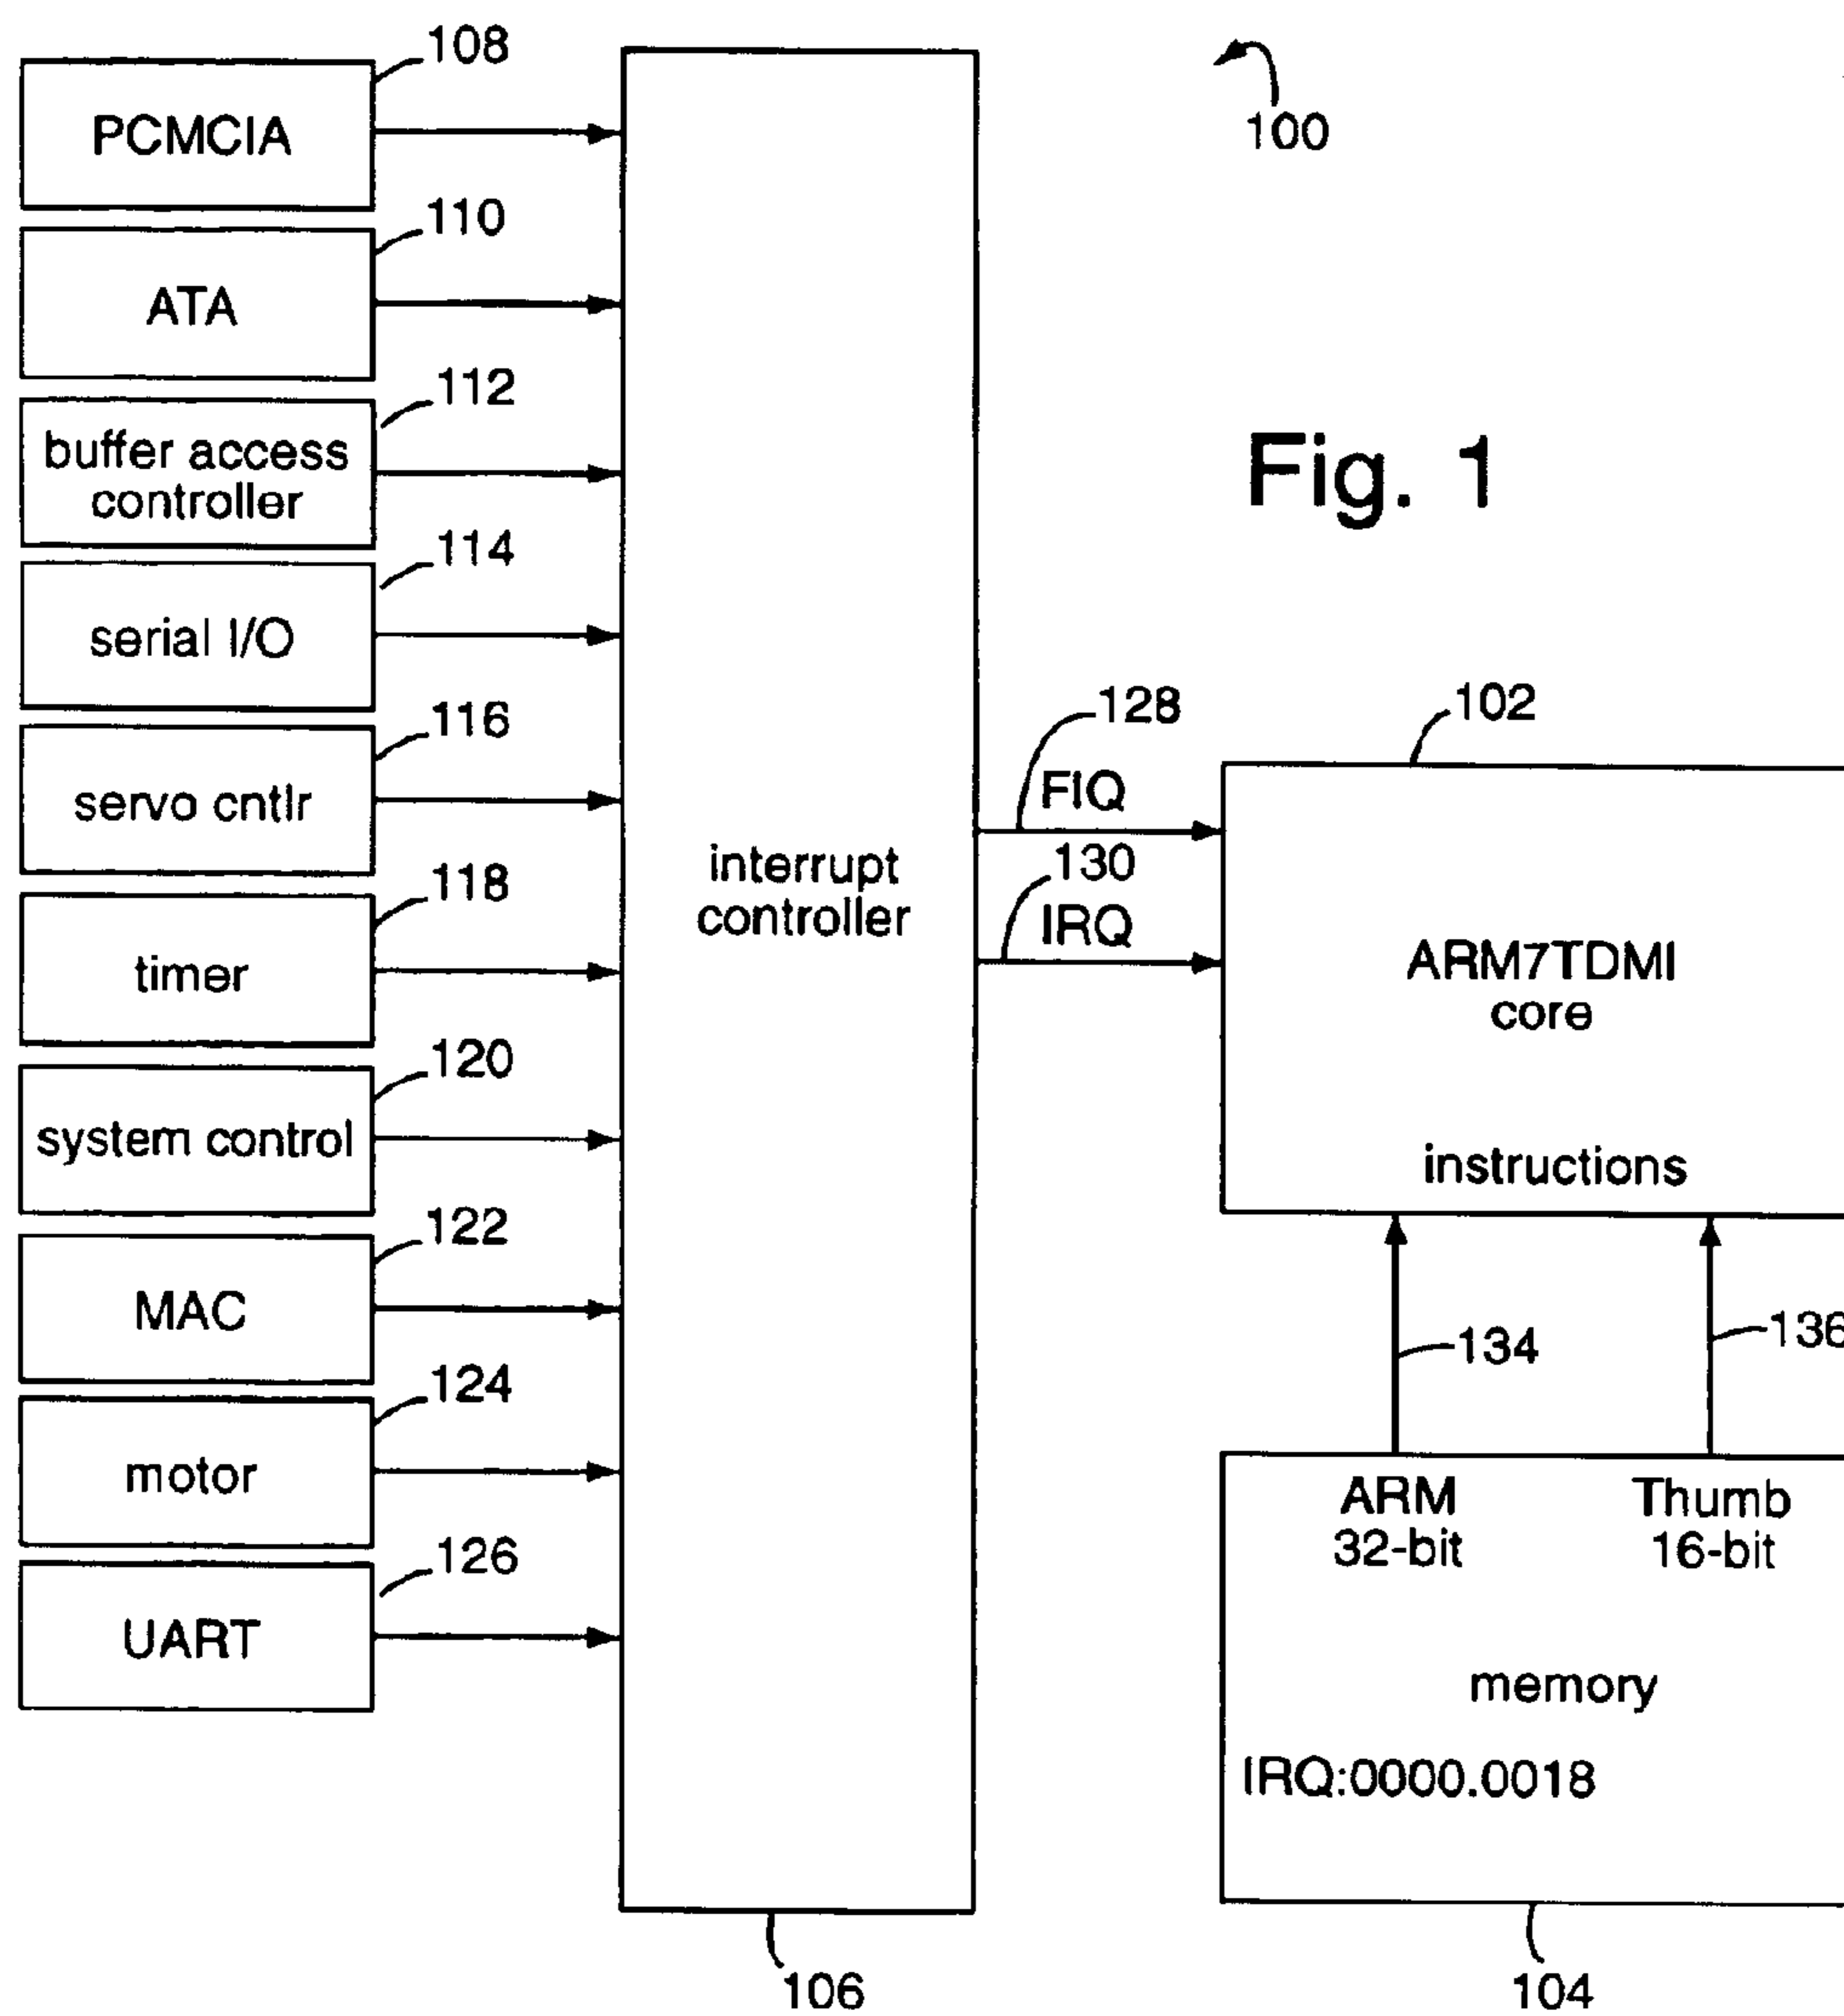 108
PCMCIA
100
110
ATA
112
buffer access
controller
Fig. 1
114
serial I/O
116
servo cntlr
128
102
FIQ
118
timer
interrupt
controller
130
IRQ
ARM7TDMI
core
120
system control
instructions
122
MAC
134
136
124
motor
ARM
32-bit
Thumb
16-bit
126
UART
memory
IRQ:0000.0018
106
104